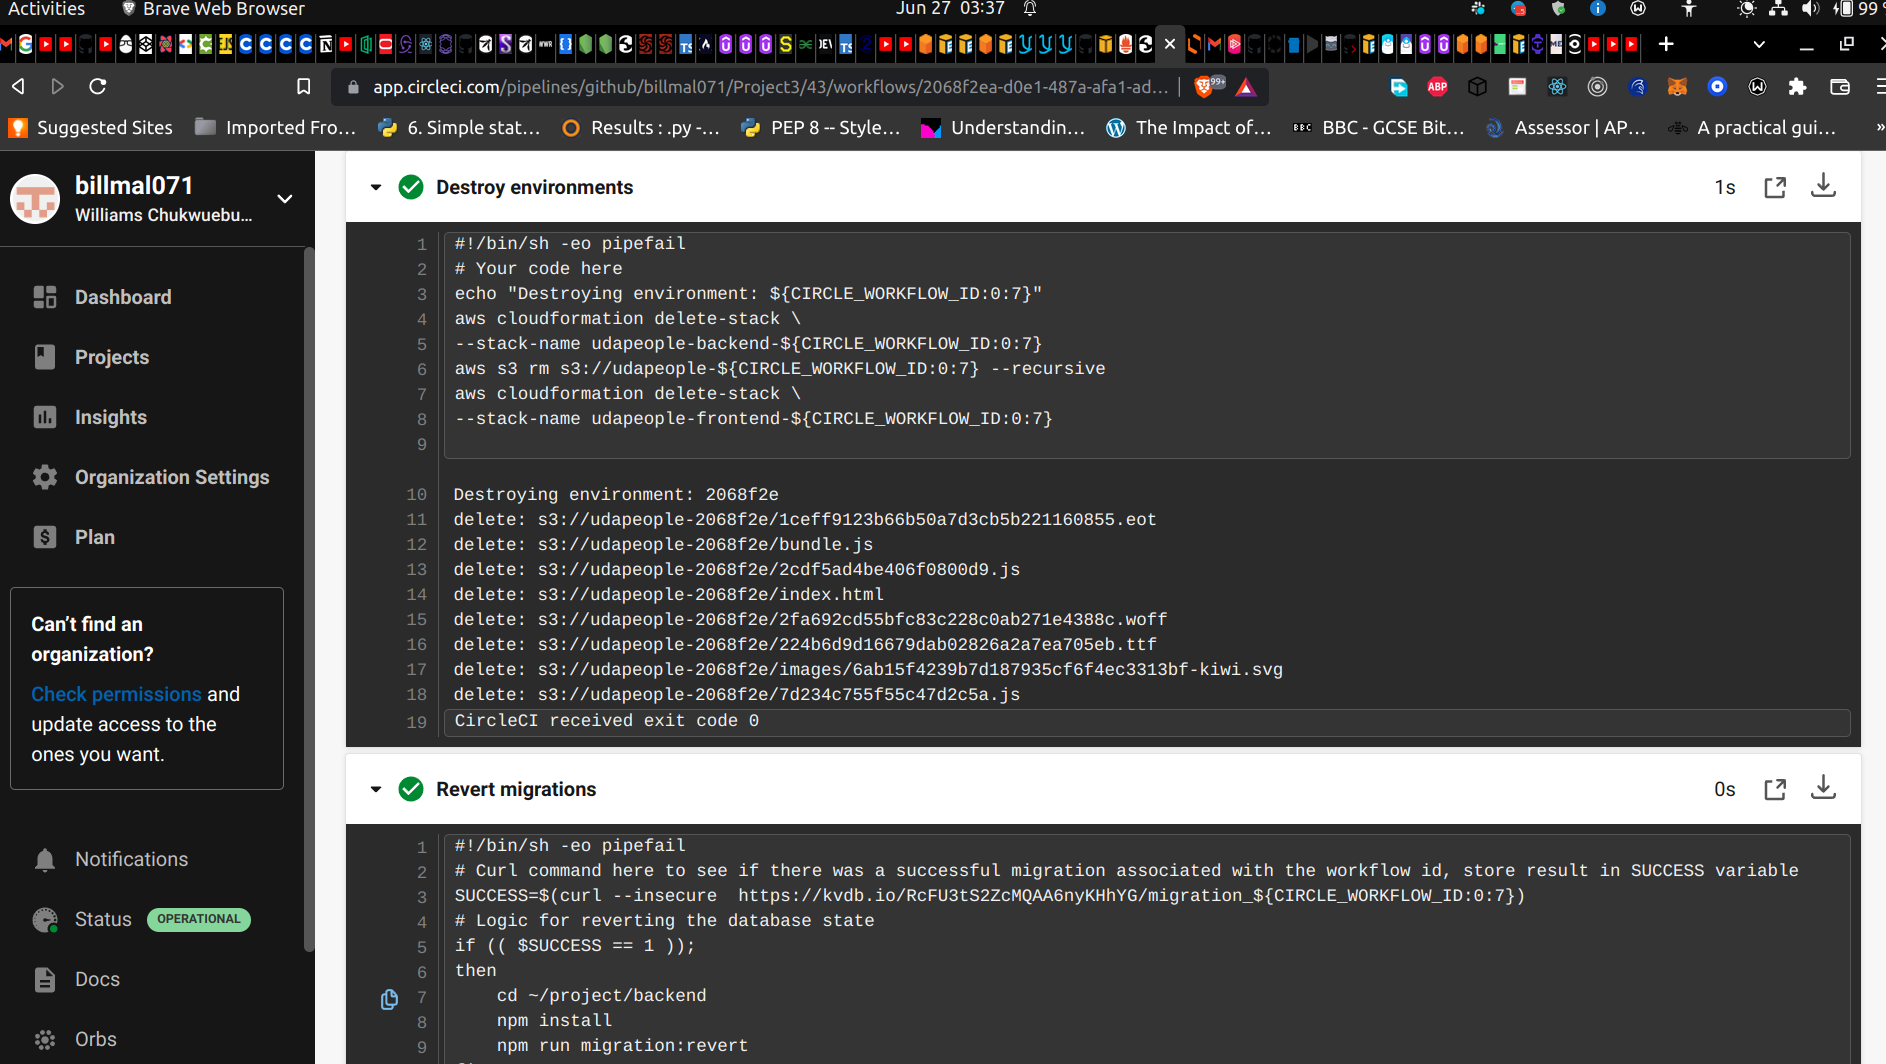 Activities
Brave Web Browser
Jun 27 03:37
99
app.circleci.com/pipelines/github/billmal071/Project3/43/workflows/2068f2ea-d0e1-487a-afa1-ad...
99+
ABP
Suggested Sites
Imported Fro...
6. Simple stat...
Results : .py -...
PEP 8 -- Style...
Understandin...
The Impact of...
BBC
BBC - GCSE Bit...
Assessor | AP...
A practical gui...
»
billmal071
Williams Chukwuebu...
Dashboard
Projects
Insights
Organization Settings
Plan
Can't find an
organization?
Check permissions and
update access to the
ones you want.
Notifications
Status OPERATIONAL
Docs
Orbs
Destroy environments
1s
1 #!/bin/sh -eo pipefail
2 # Your code here
3 echo "Destroying environment: ${CIRCLE_WORKFLOW_ID:0:7}"
4 aws cloudformation delete-stack \
5 --stack-name udapeople-backend-${CIRCLE_WORKFLOW_ID:0:7}
6 aws s3 rm s3://udapeople-${CIRCLE_WORKFLOW_ID:0:7} --recursive
7 aws cloudformation delete-stack \
8 --stack-name udapeople-frontend-${CIRCLE_WORKFLOW_ID:0:7}
9
10 Destroying environment: 2068f2e
11 delete: s3://udapeople-2068f2e/1ceff9123b66b50a7d3cb5b221160855.eot
12 delete: s3://udapeople-2068f2e/bundle.js
13 delete: s3://udapeople-2068f2e/2cdf5ad4be406f0800d9.js
14 delete: s3://udapeople-2068f2e/index.html
15 delete: s3://udapeople-2068f2e/2fa692cd55bfc83c228c0ab271e4388c.woff
16 delete: s3://udapeople-2068f2e/224b6d9d16679dab02826a2a7ea705eb.ttf
17 delete: s3://udapeople-2068f2e/images/6ab15f4239b7d187935cf6f4ec3313bf-kiwi.svg
18 delete: s3://udapeople-2068f2e/7d234c755f55c47d2c5a.js
19 CircleCI received exit code 0
Revert migrations
0s
1 #!/bin/sh -eo pipefail
2 # Curl command here to see if there was a successful migration associated with the workflow id, store result in SUCCESS variable
3 SUCCESS=$(curl --insecure  https://kvdb.io/RcFU3tS2ZcMQAA6nyKHhYG/migration_${CIRCLE_WORKFLOW_ID:0:7})
4 # Logic for reverting the database state
5 if (( $SUCCESS == 1 ));
6 then
7     cd ~/project/backend
8     npm install
9     npm run migration:revert